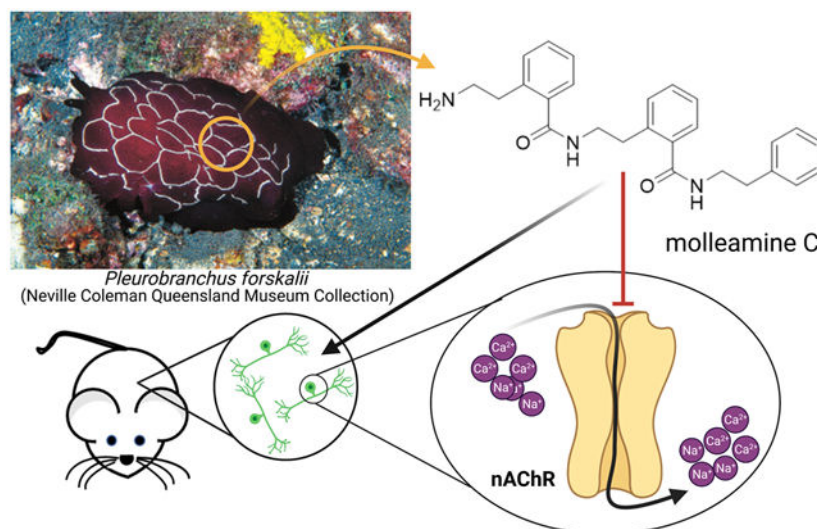 H₂N
O
N
H
O
N
H
molleamine C
Pleurobranchus forskalii
(Neville Coleman Queensland Museum Collection)
Ca²⁺
Ca²⁺
Ca²⁺
Na⁺
Na⁺
nAChR
Ca²⁺
Na⁺
Ca²⁺
Ca²⁺
Na⁺
Na⁺